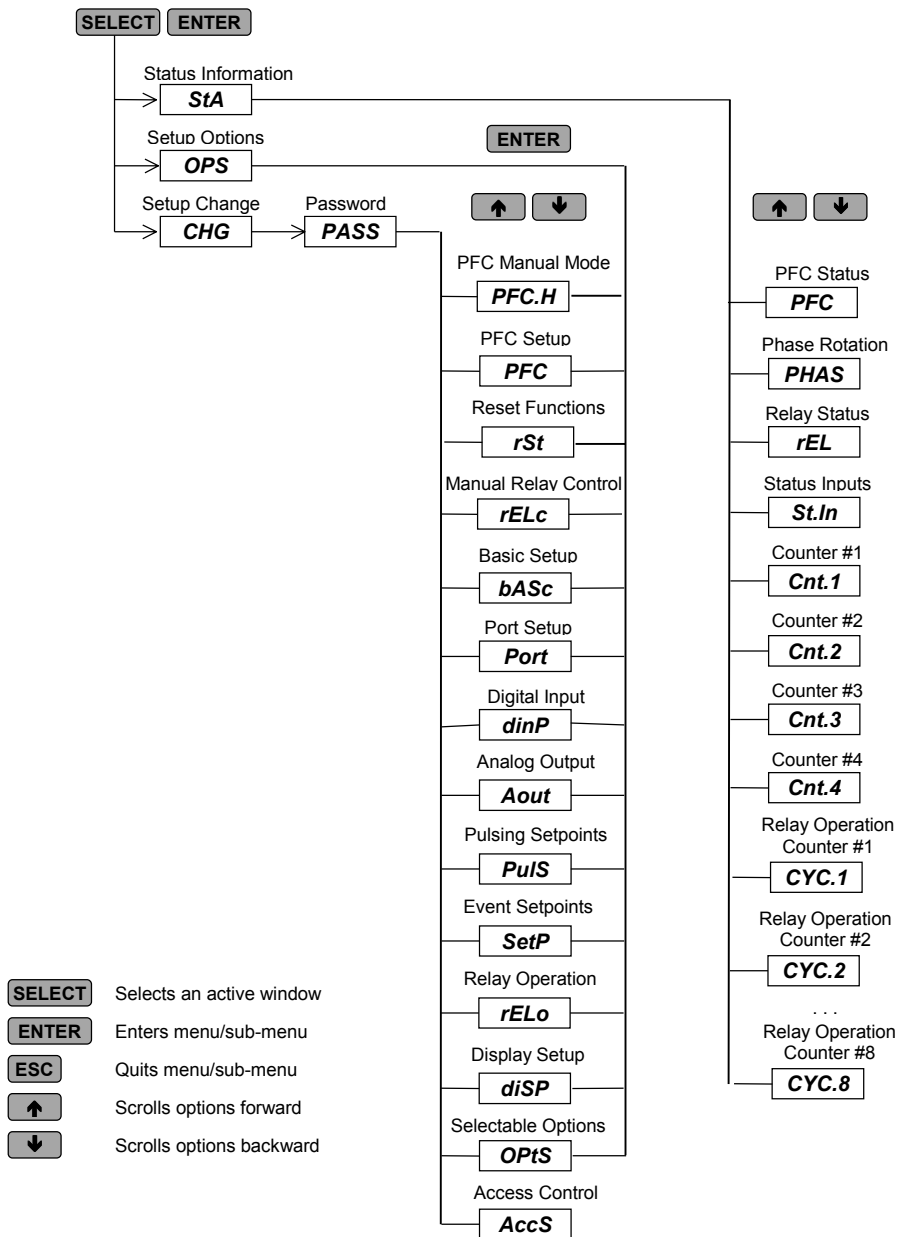 SELECT ENTER
Status Information
StA
Setup Options
OPS
Setup Change
CHG
Password
PASS
ENTER
PFC Manual Mode
PFC.H
PFC Setup
PFC
Reset Functions
rSt
Manual Relay Control
rELc
Basic Setup
bASc
Port Setup
Port
Digital Input
dinP
Analog Output
Aout
Pulsing Setpoints
PulS
Event Setpoints
SetP
Relay Operation
rELo
Display Setup
diSP
Selectable Options
OPtS
Access Control
AccS
PFC Status
PFC
Phase Rotation
PHAS
Relay Status
rEL
Status Inputs
St.In
Counter #1
Cnt.1
Counter #2
Cnt.2
Counter #3
Cnt.3
Counter #4
Cnt.4
Relay Operation
Counter #1
CYC.1
Relay Operation
Counter #2
CYC.2
. . .
Relay Operation
Counter #8
CYC.8
SELECT Selects an active window
ENTER Enters menu/sub-menu
ESC Quits menu/sub-menu
Scrolls options forward
Scrolls options backward